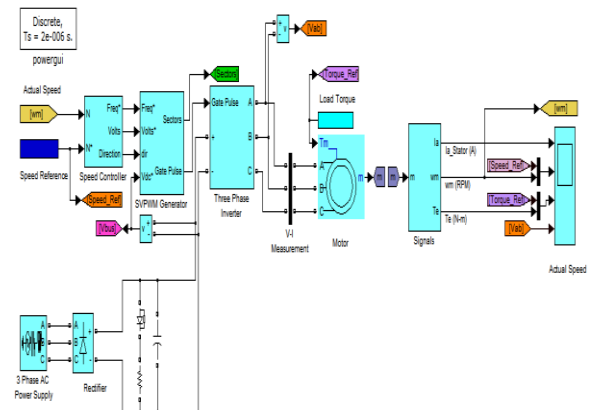 Discrete,
Ts = 2e-006 s.
powergui
[Vab]
Actual Speed
[Sectors]
[Torque_Ref]
[wm]
N
Freq*
Freq*
Gate Pulse
A
Load Torque
[wm]
Volts
Volts*
Sectors
Tm
Ia
Ia_Stator (A)
N*
Direction
dir
+
B
A
m
m
m
m
wm
wm (RPM)
[Speed_Ref]
Speed Reference
Speed Controller
Vdc*
Gate Pulse
-
C
B
[Speed_Ref]
SVPWM Generator
Three Phase
Inverter
C
Te
Te (N-m)
[Torque_Ref]
[Vbus]
v
+
-
V-I
Measurement
Motor
Signals
[Vab]
Actual Speed
A
A
+
B
B
C
C
-
3 Phase AC
Power Supply
Rectifier